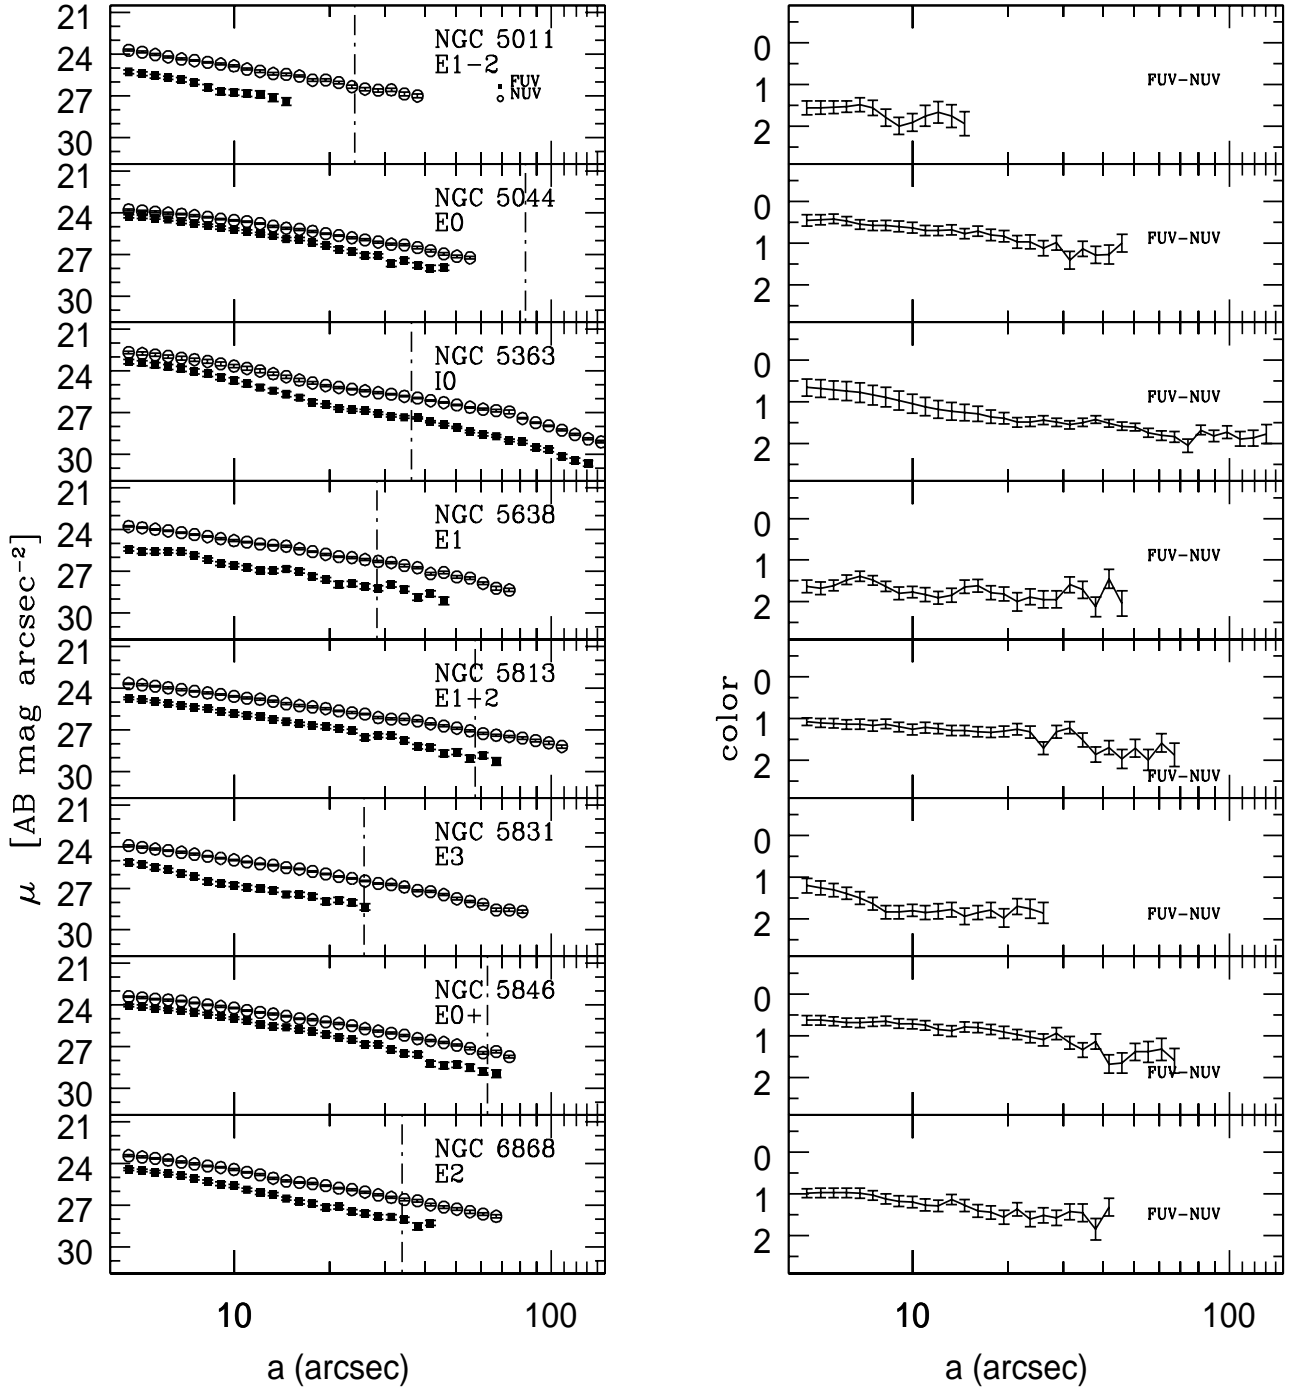 21
24
27
30
NGC 5011
E1-2
FUV
NUV
21
24
27
30
NGC 5044
E0
21
24
27
30
NGC 5363
I0
21
24
27
30
NGC 5638
E1
21
24
27
30
NGC 5813
E1+2
21
24
27
30
NGC 5831
E3
21
24
27
30
NGC 5846
E0+
21
24
27
30
NGC 6868
E2
μ [AB mag arcsec⁻²]
10
100
a (arcsec)
0
1
2
FUV-NUV
0
1
2
FUV-NUV
0
1
2
FUV-NUV
0
1
2
FUV-NUV
0
1
2
FUV-NUV
0
1
2
FUV-NUV
0
1
2
FUV-NUV
0
1
2
FUV-NUV
color
10
100
a (arcsec)